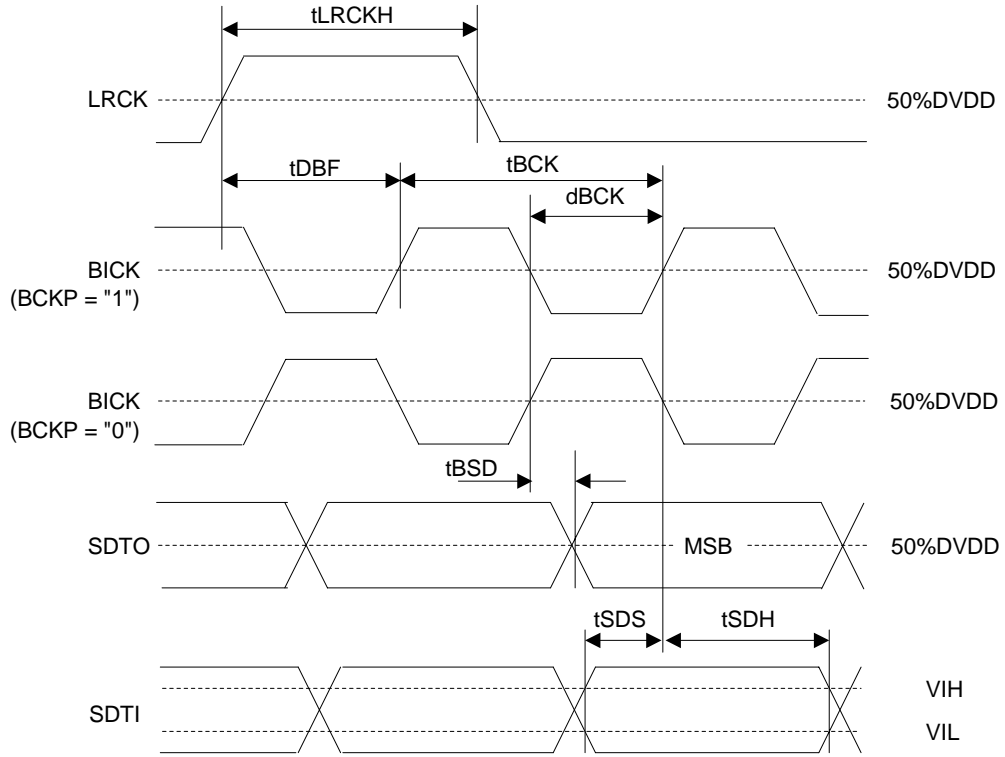 tLRCKH
LRCK
50%DVDD
tDBF
tBCK
dBCK
BICK
(BCKP = "1")
50%DVDD
BICK
(BCKP = "0")
50%DVDD
tBSD
SDTO
MSB
50%DVDD
tSDS
tSDH
SDTI
VIH
VIL